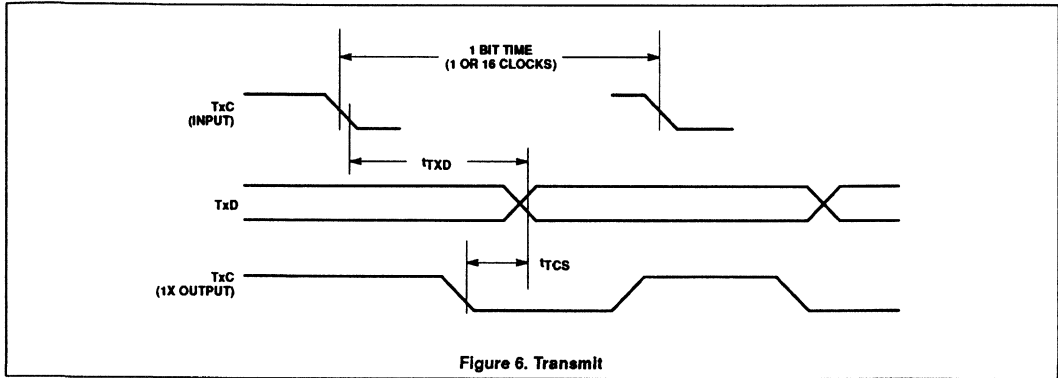 1 BIT TIME
(1 OR 16 CLOCKS)
TxC
(INPUT)
tTXD
TxD
tTCS
TxC
(1X OUTPUT)
Figure 6. Transmit